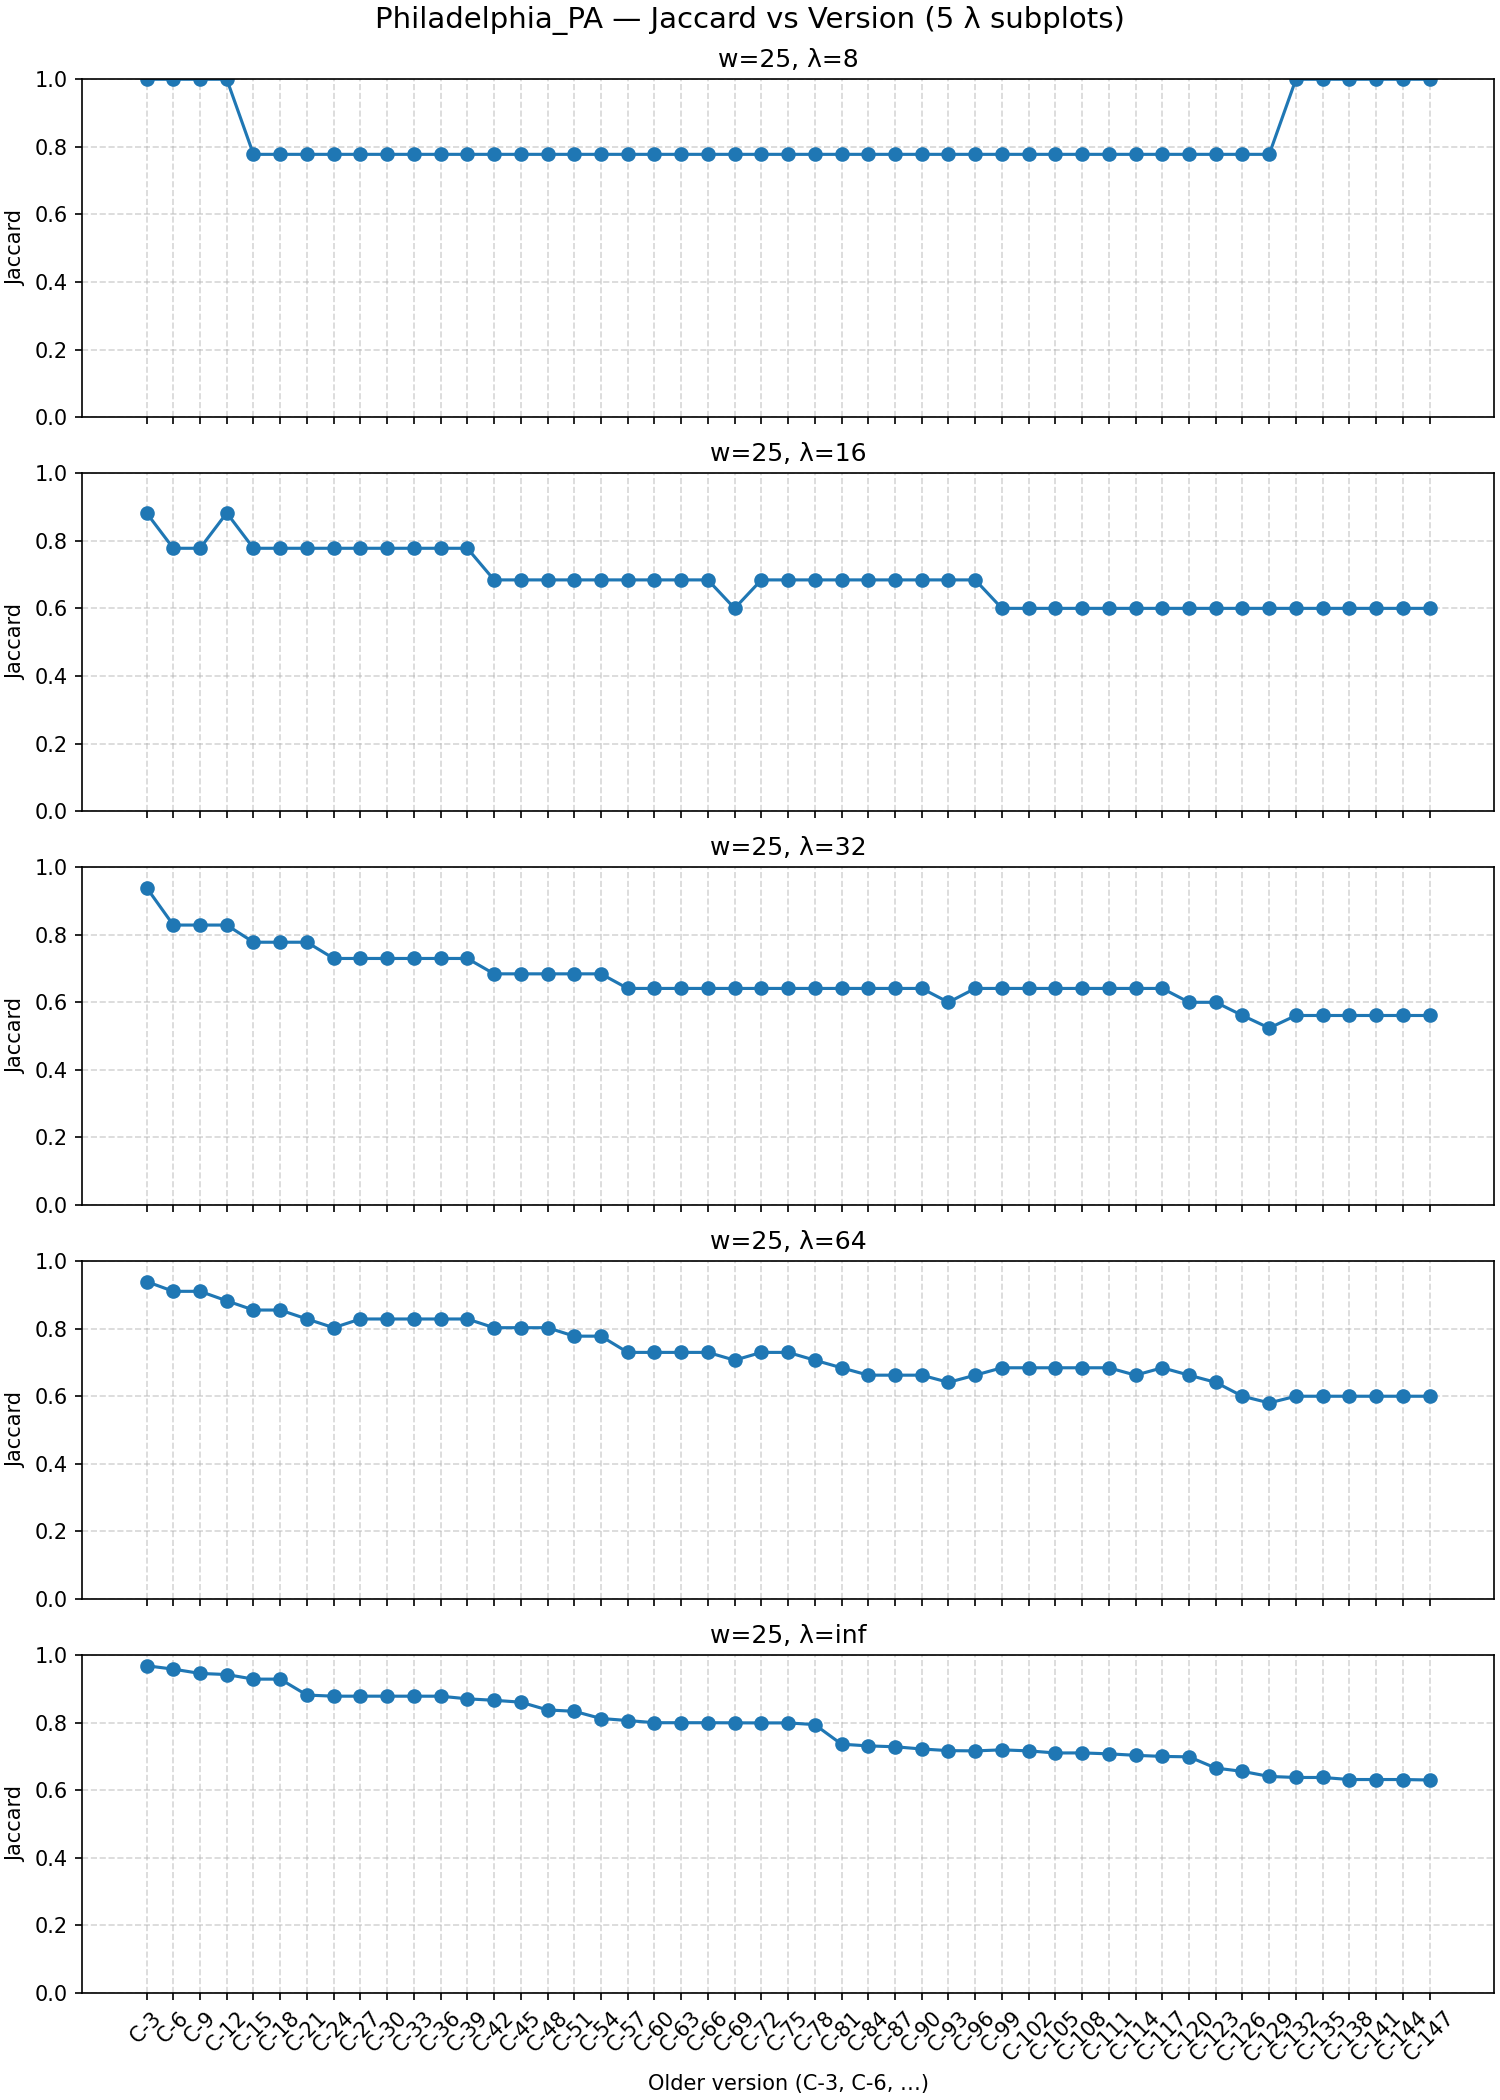 Philadelphia_PA — Jaccard vs Version (5 λ subplots)
w=25, λ=8
1.0
0.8
0.6
0.4
0.2
0.0
Jaccard
w=25, λ=16
1.0
0.8
0.6
0.4
0.2
0.0
Jaccard
w=25, λ=32
1.0
0.8
0.6
0.4
0.2
0.0
Jaccard
w=25, λ=64
1.0
0.8
0.6
0.4
0.2
0.0
Jaccard
w=25, λ=inf
1.0
0.8
0.6
0.4
0.2
0.0
Jaccard
C-3 C-6 C-9 C-12 C-15 C-18 C-21 C-24 C-27 C-30 C-33 C-36 C-39 C-42 C-45 C-48 C-51 C-54 C-57 C-60 C-63 C-66 C-69 C-72 C-75 C-78 C-81 C-84 C-87 C-90 C-93 C-96 C-99 C-102 C-105 C-108 C-111 C-114 C-117 C-120 C-123 C-126 C-129 C-132 C-135 C-138 C-141 C-144 C-147
Older version (C-3, C-6, ...)